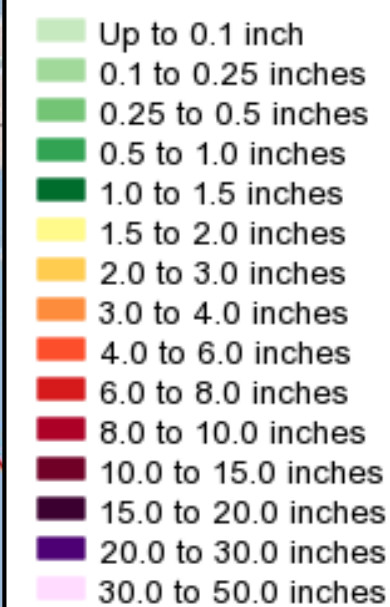 Up to 0.1 inch
0.1 to 0.25 inches
0.25 to 0.5 inches
0.5 to 1.0 inches
1.0 to 1.5 inches
1.5 to 2.0 inches
2.0 to 3.0 inches
3.0 to 4.0 inches
4.0 to 6.0 inches
6.0 to 8.0 inches
8.0 to 10.0 inches
10.0 to 15.0 inches
15.0 to 20.0 inches
20.0 to 30.0 inches
30.0 to 50.0 inches